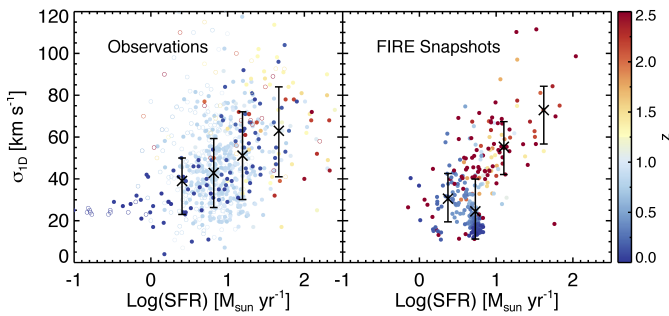 120
100
80
60
40
20
0
σ1D [km s-1]
Observations
FIRE Snapshots
-1 0 1 2 -1 0 1 2 3
Log(SFR) [Msun yr-1]
Log(SFR) [Msun yr-1]
2.5
2.0
1.5
1.0
0.5
0.0
z